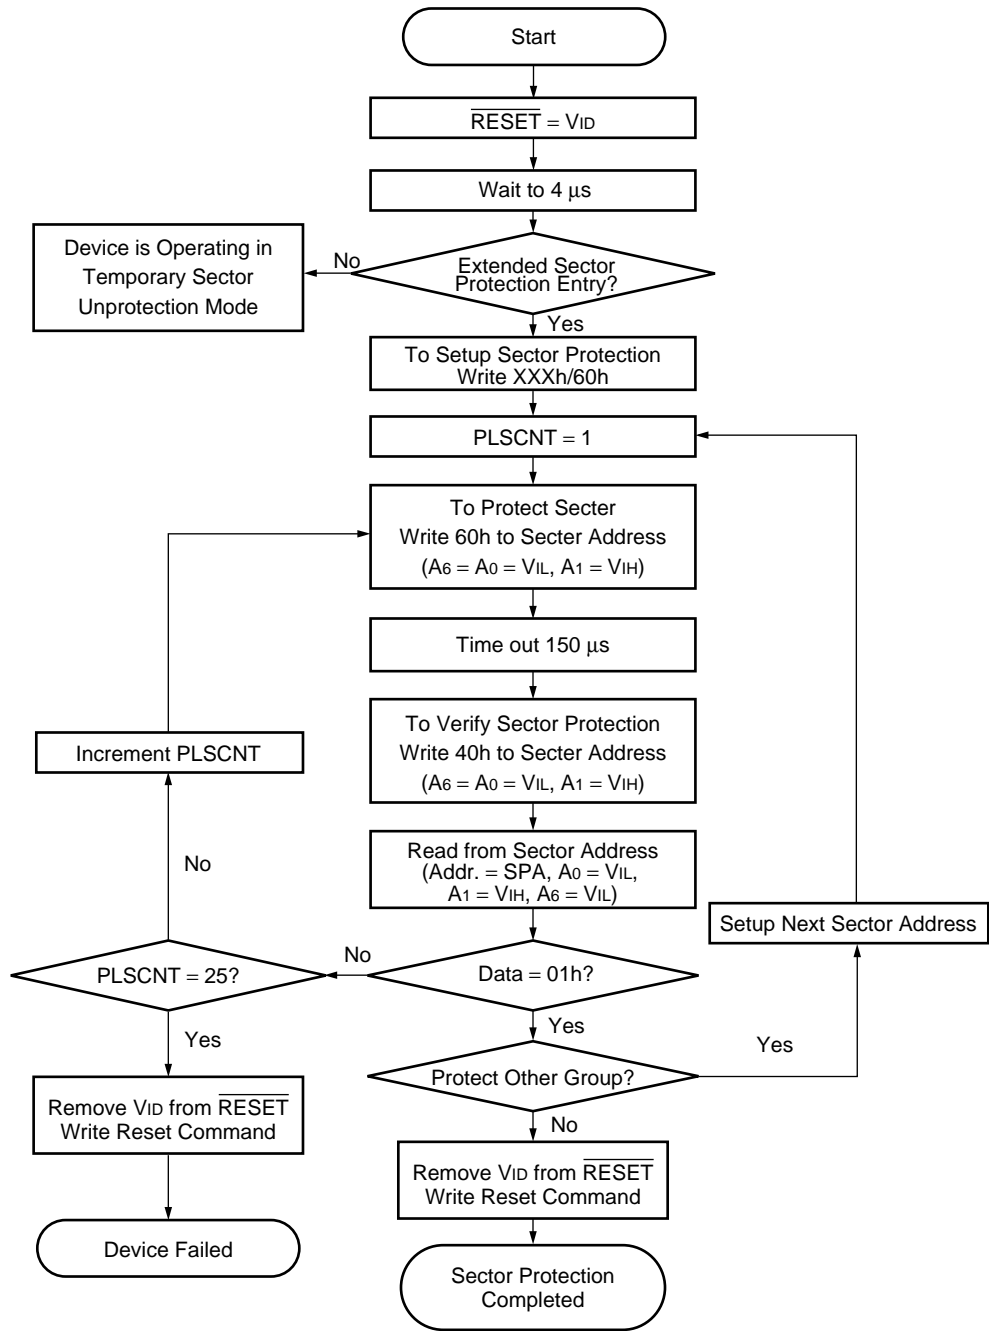 Start
RESET = VID
Wait to 4 μs
Device is Operating in
Temporary Sector
Unprotection Mode
No
Extended Sector
Protection Entry?
Yes
To Setup Sector Protection
Write XXXh/60h
PLSCNT = 1
To Protect Secter
Write 60h to Secter Address
(A6 = A0 = VIL, A1 = VIH)
Time out 150 μs
To Verify Sector Protection
Write 40h to Secter Address
(A6 = A0 = VIL, A1 = VIH)
Increment PLSCNT
Read from Sector Address
(Addr. = SPA, A0 = VIL,
A1 = VIH, A6 = VIL)
No
Setup Next Sector Address
PLSCNT = 25?
No
Data = 01h?
Yes
Yes
Yes
Protect Other Group?
Remove VID from RESET
Write Reset Command
No
Remove VID from RESET
Write Reset Command
Device Failed
Sector Protection
Completed